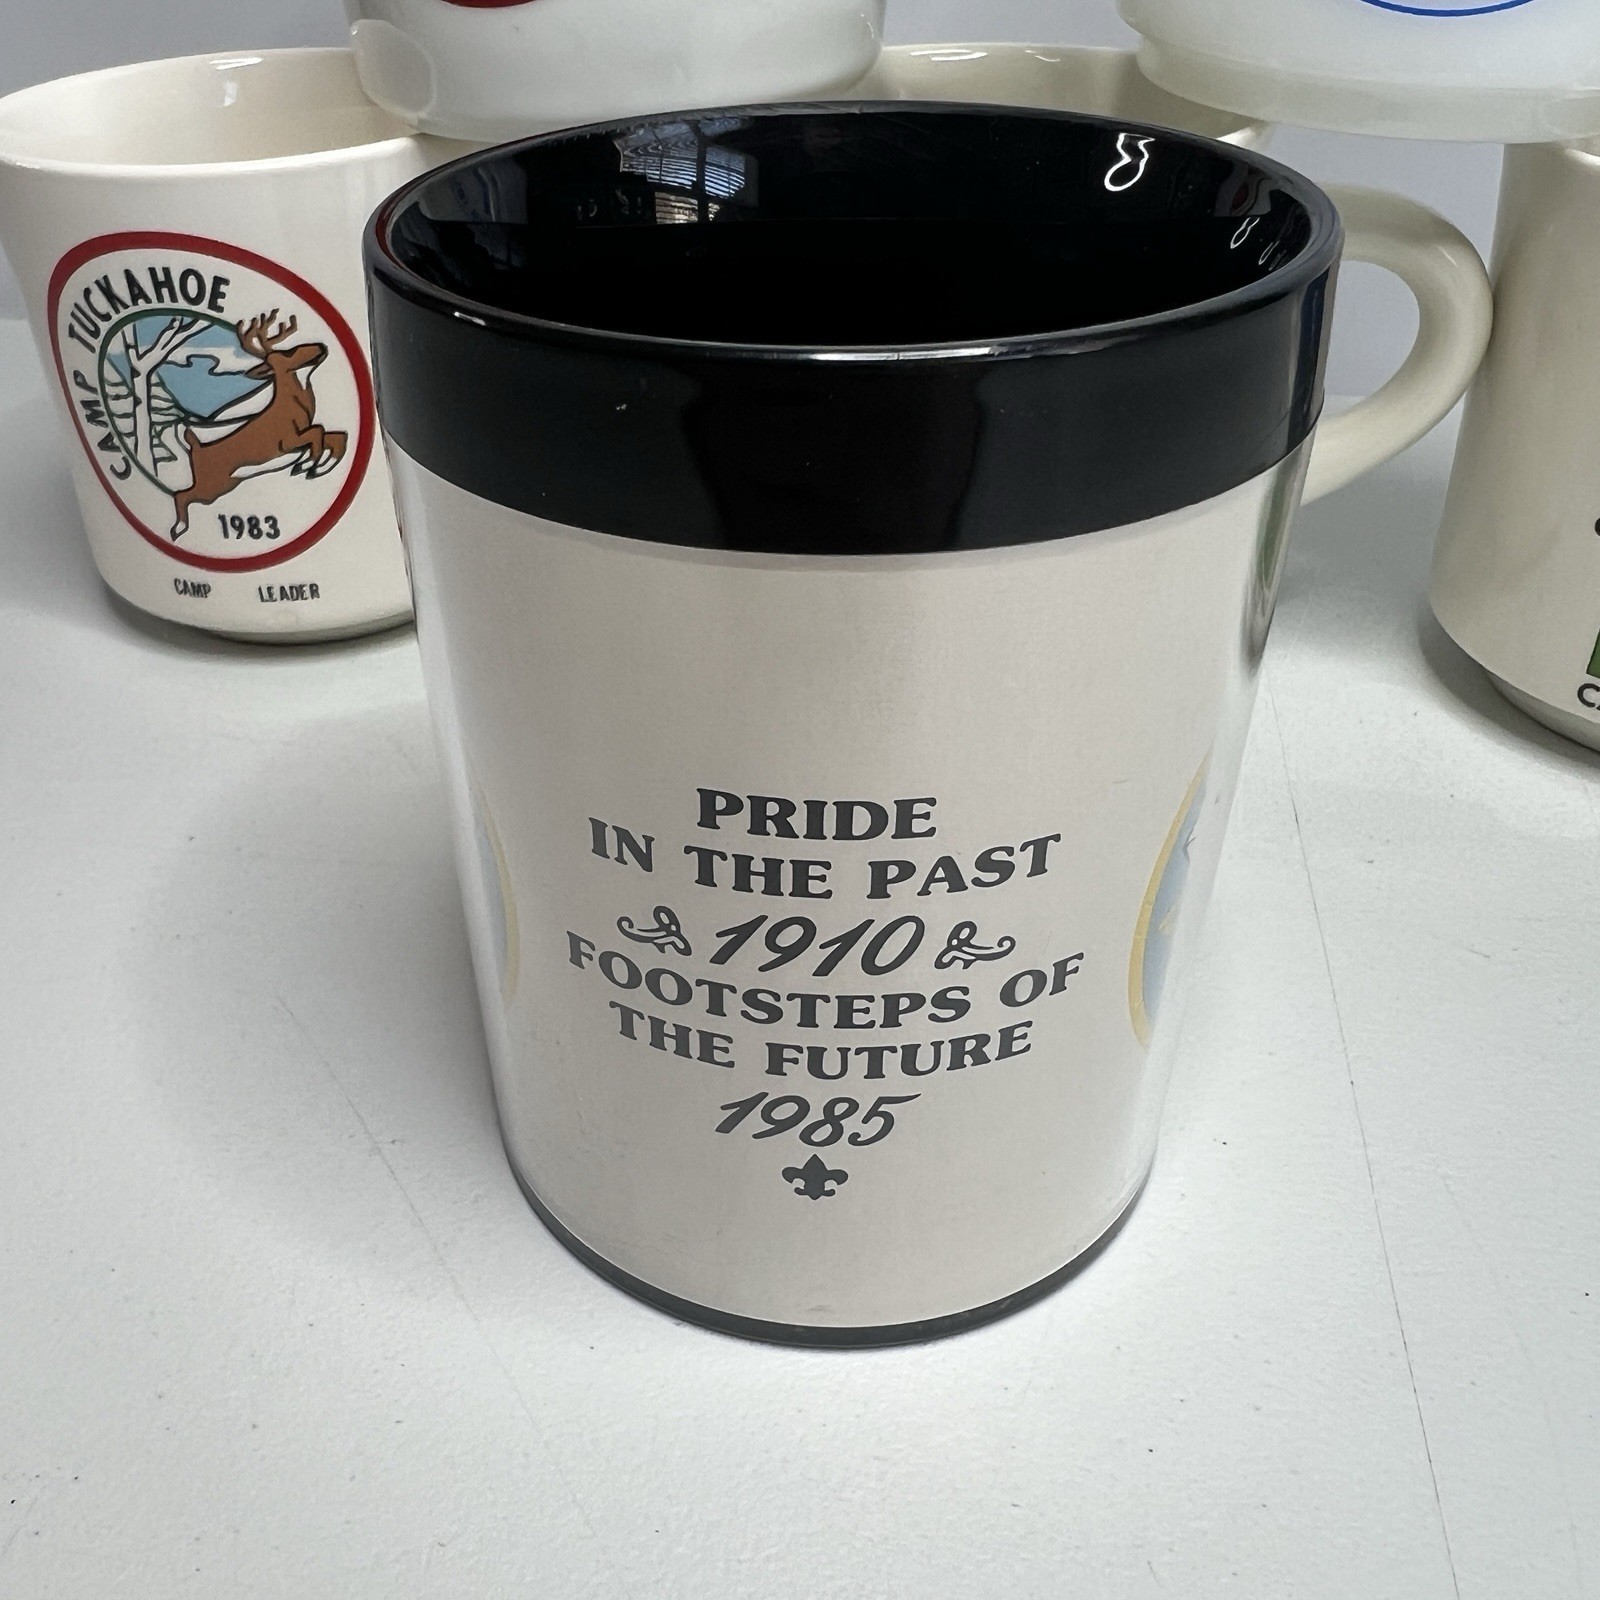 CAMP TUCKAHOE
1983
CAMP LEADER
PRIDE
IN THE PAST
1910
FOOTSTEPS OF
THE FUTURE
1985